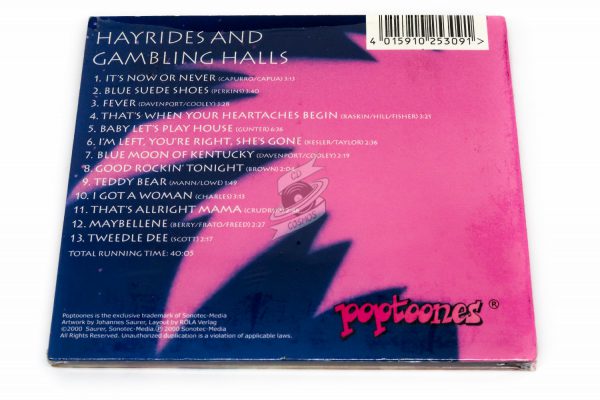 4 015910 253091 >
HAYRIDES AND
GAMBLING HALLS
1. IT'S NOW OR NEVER (CAPURRO/CAPUA) 3:13
2. BLUE SUEDE SHOES (PERKINS) 3:40
3. FEVER (DAVENPORT/COOLEY) 3:28
4. THAT'S WHEN YOUR HEARTACHES BEGIN (RASKIN/HILL/FISHER) 3:25
5. BABY LET'S PLAY HOUSE (GUNTER) 6:36
6. I'M LEFT, YOU'RE RIGHT, SHE'S GONE (KESLER/TAYLOR) 2:36
7. BLUE MOON OF KENTUCKY (DAVENPORT/COOLEY) 2:19
8. GOOD ROCKIN' TONIGHT (BROWN) 2:04
9. TEDDY BEAR (MANN/LOWE) 1:49
10. I GOT A WOMAN (CHARLES) 3:13
11. THAT'S ALLRIGHT MAMA
12. MAYBELLENE (BERRY/FRATO/FREED) 2:27
13. TWEEDLE DEE (SCOTT) 2:17
TOTAL RUNNING TIME: 40:05
CD
COSMOS
poptoones ®
Poptoones is the exclusive trademark of Sonotec-Media
Artwork by Johannes Saurer, Layout by ROLA Verlag
©2000 Saurer, Sonotec-Media. ℗ 2000 Sonotec-Media
All Rights Reserved. Unauthorized duplication is a violation of applicable laws.